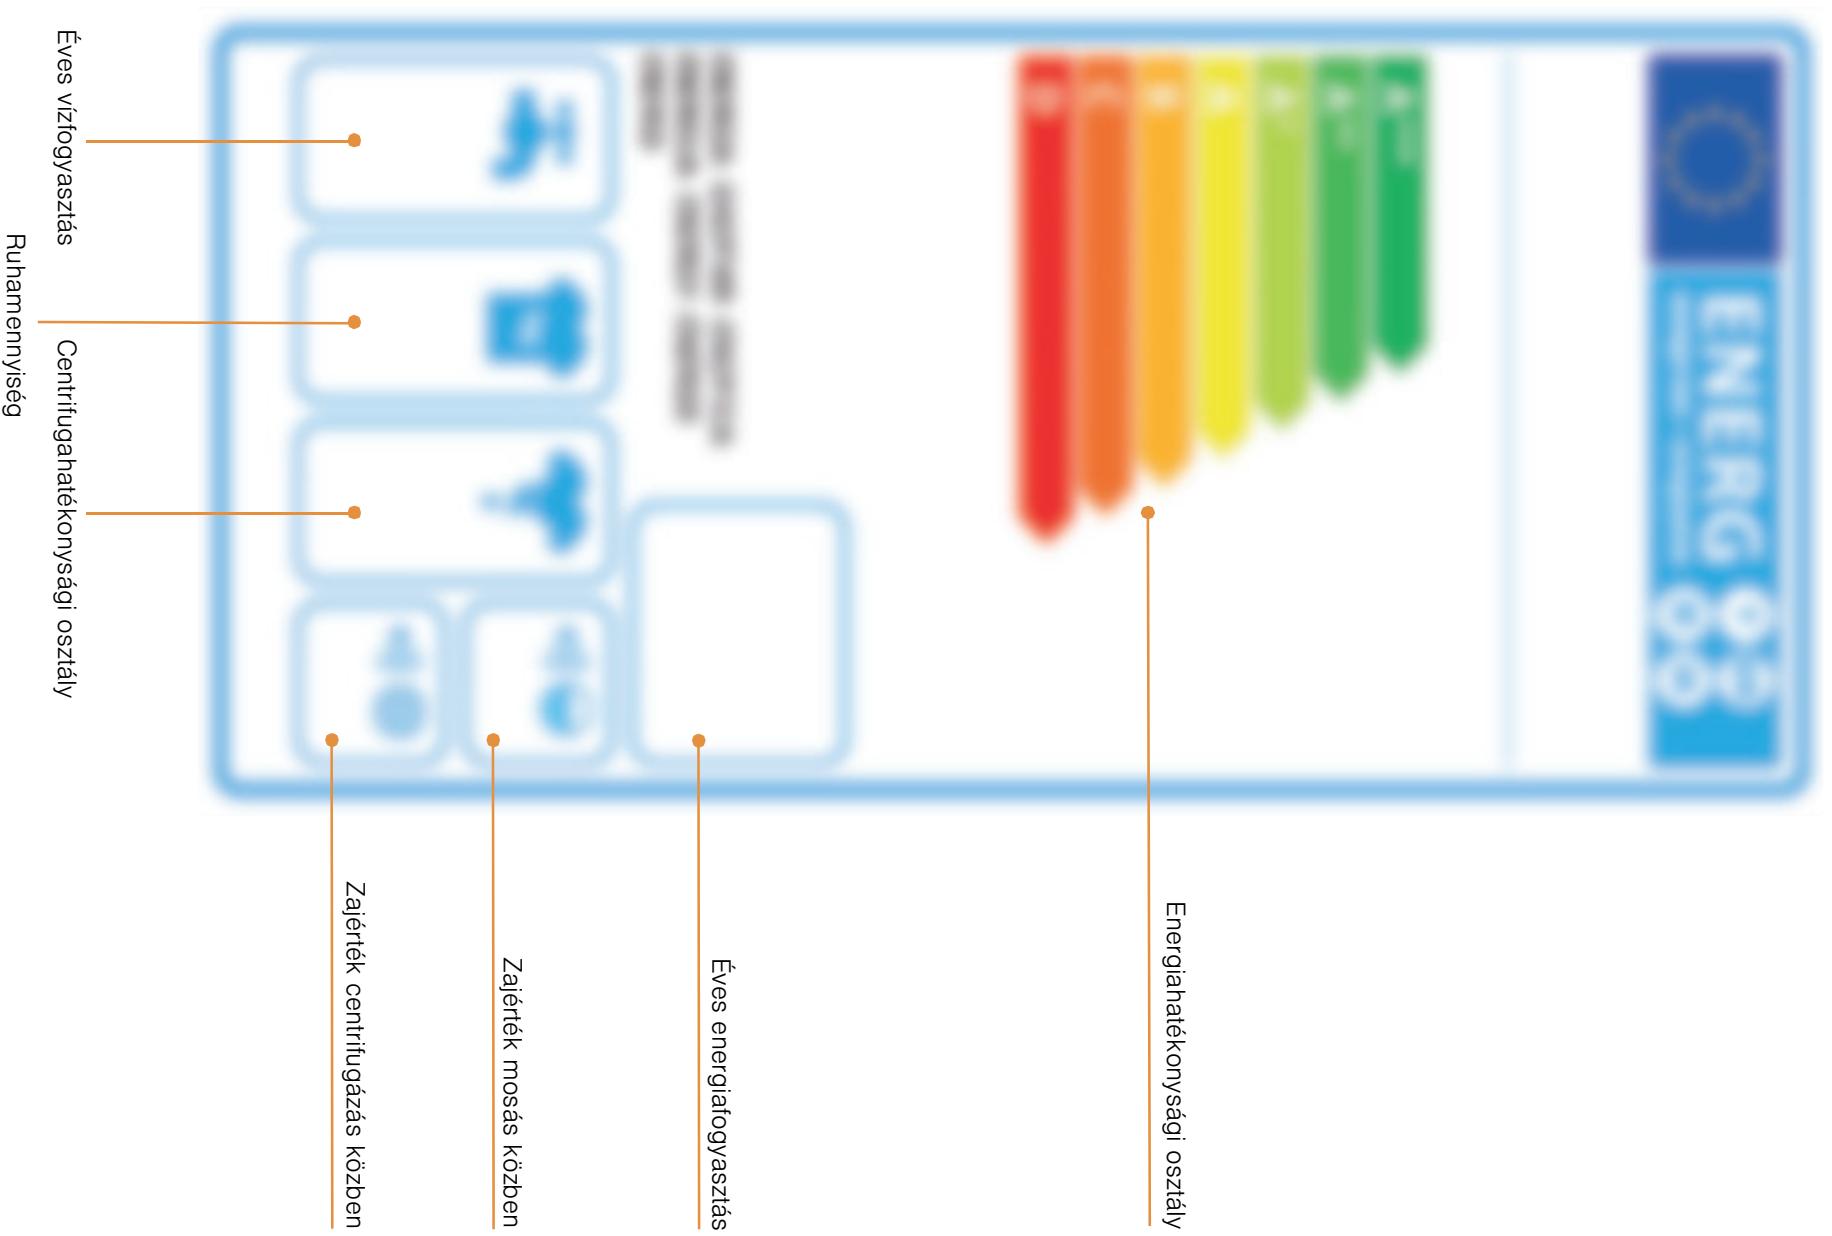 ENERG
A
B
C
D
Energiahatékonysági osztály
Éves energiafogyasztás
Zajérték mosás közben
Zajérték centrifugázás közben
Éves vízfogyasztás
Ruhamennyiség
Centrifugahatékonysági osztály